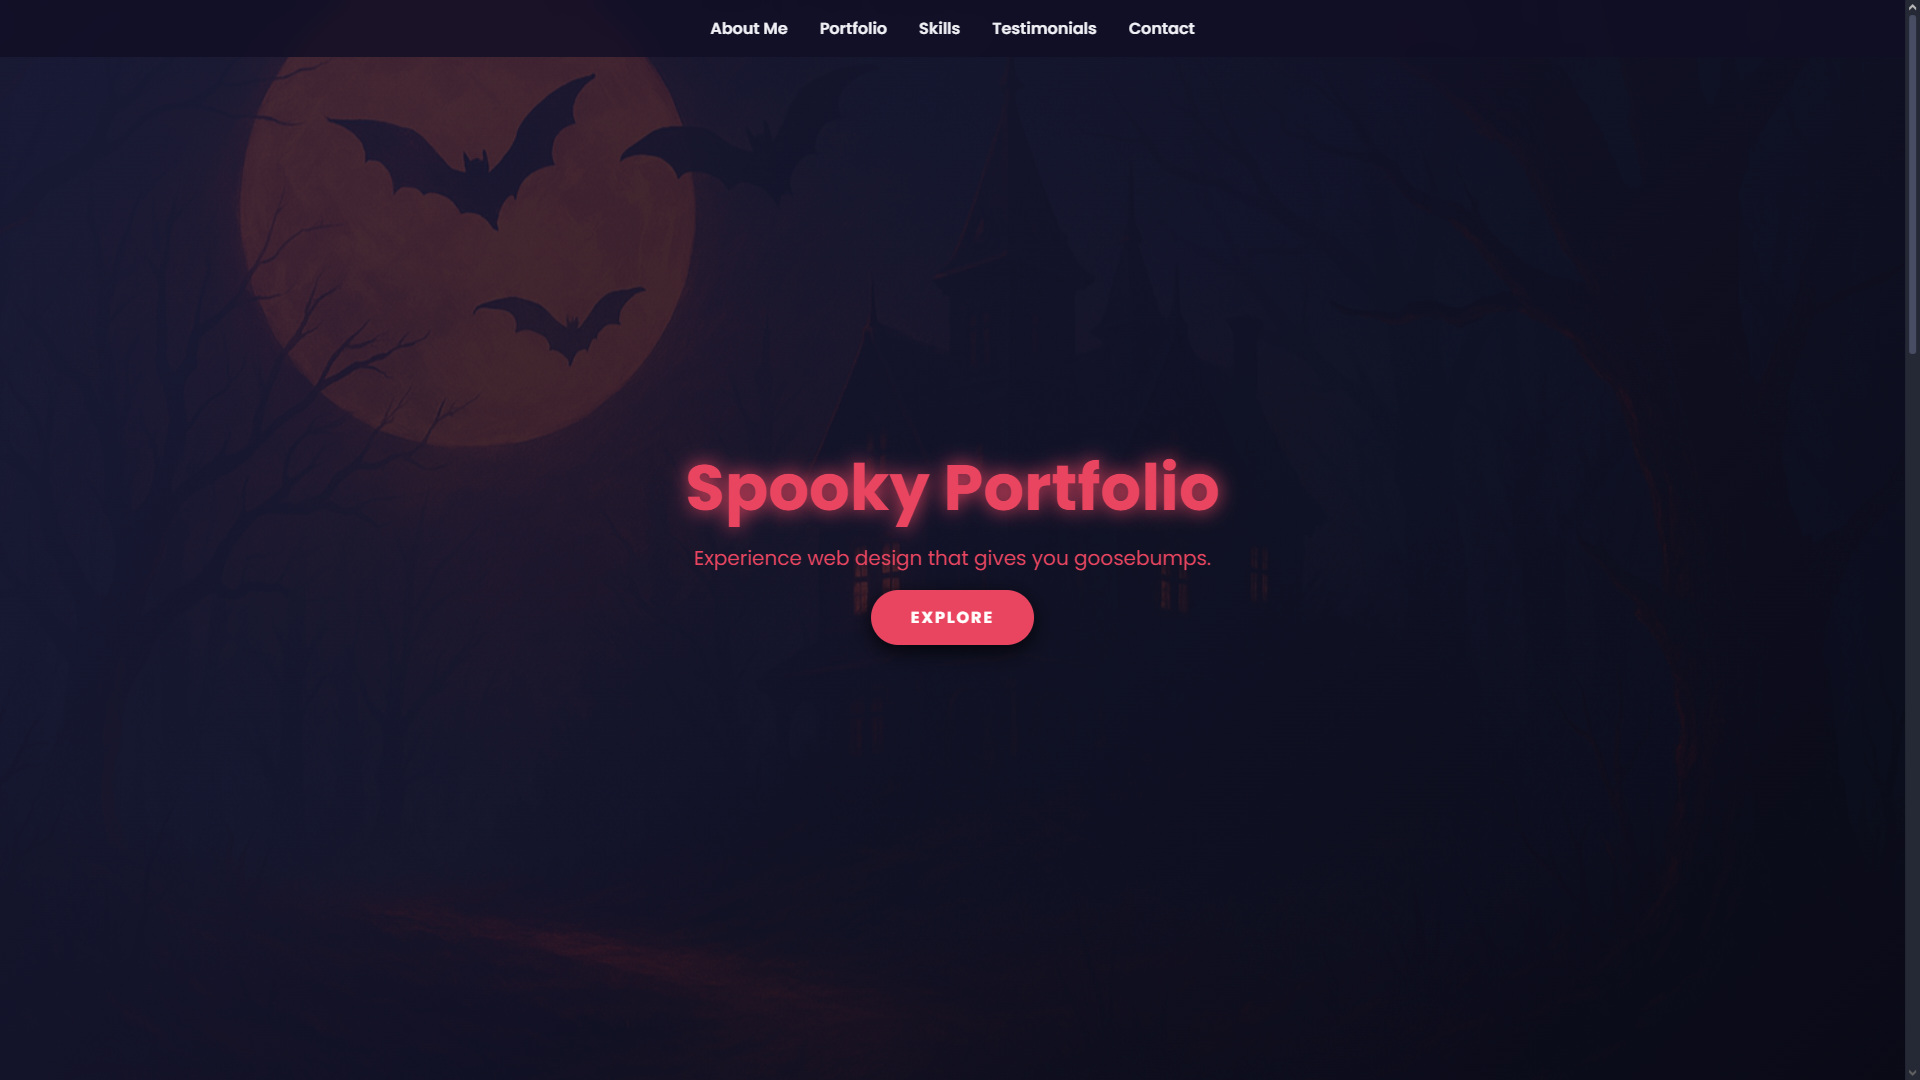 About Me Portfolio Skills Testimonials Contact
Spooky Portfolio
Experience web design that gives you goosebumps.
EXPLORE